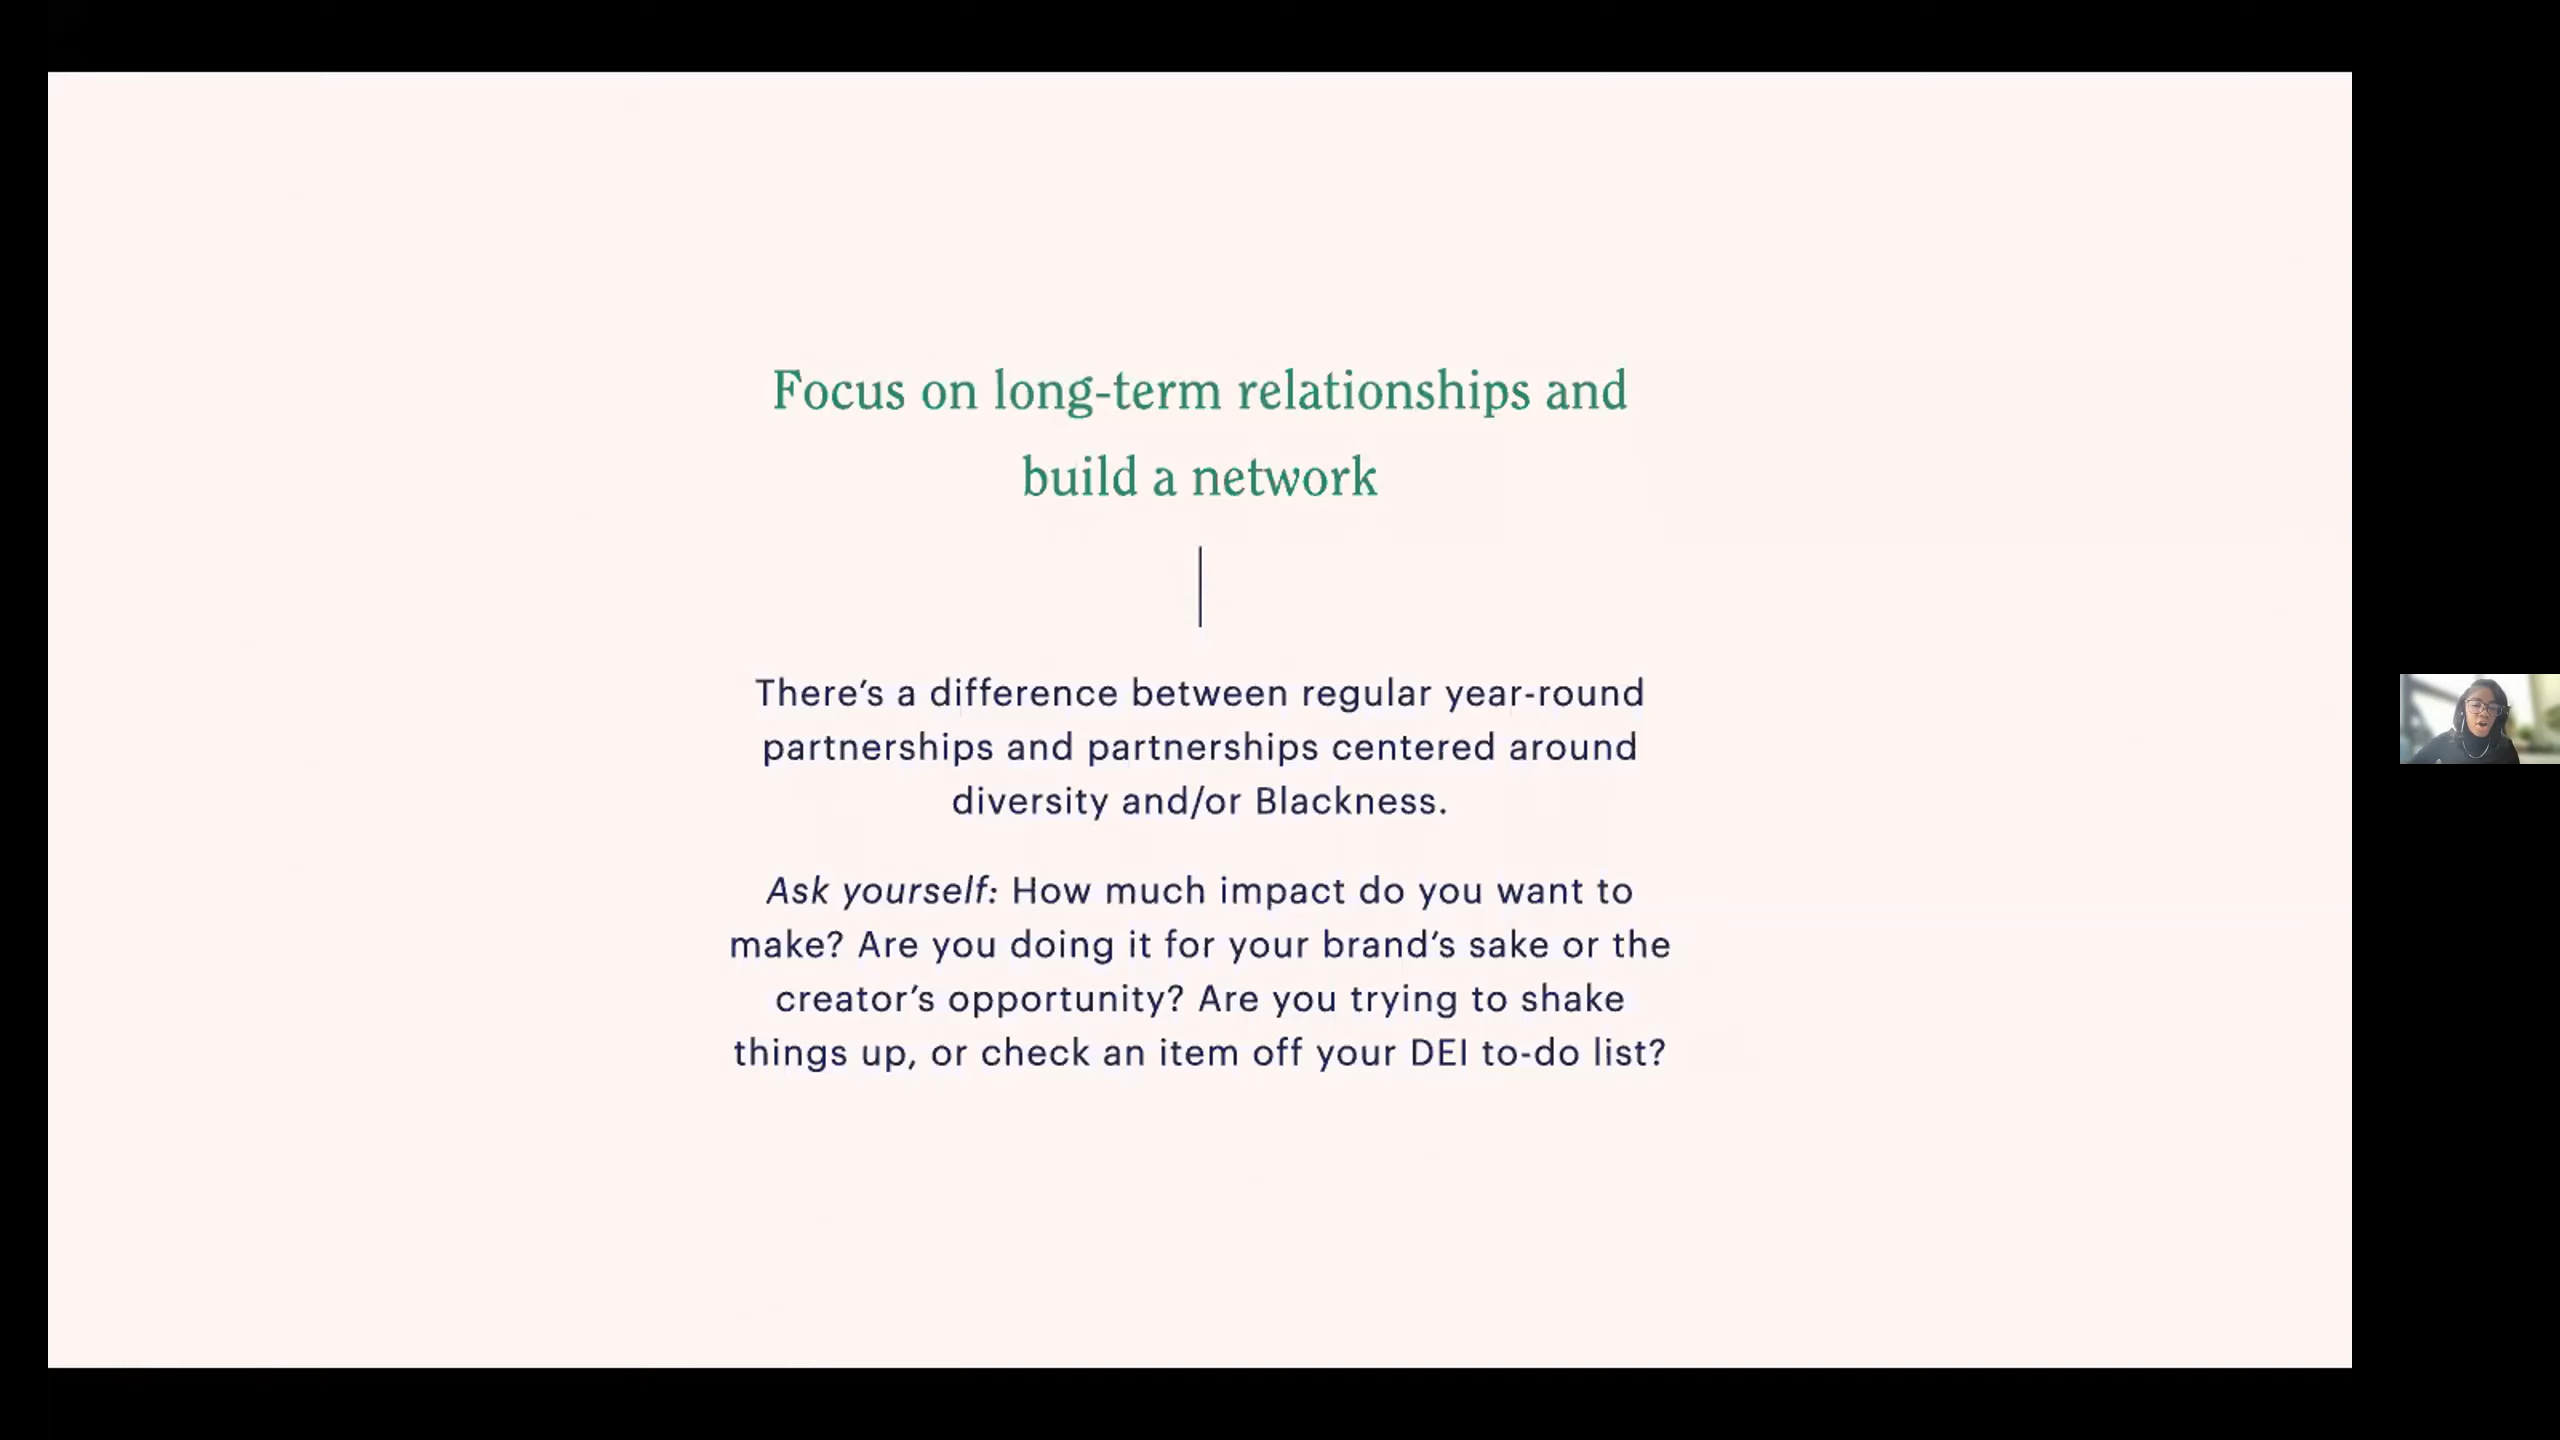 Focus on long-term relationships and
build a network
There’s a difference between regular year-round
partnerships and partnerships centered around
diversity and/or Blackness.
Ask yourself: How much impact do you want to
make? Are you doing it for your brand’s sake or the
creator’s opportunity? Are you trying to shake
things up, or check an item off your DEI to-do list?